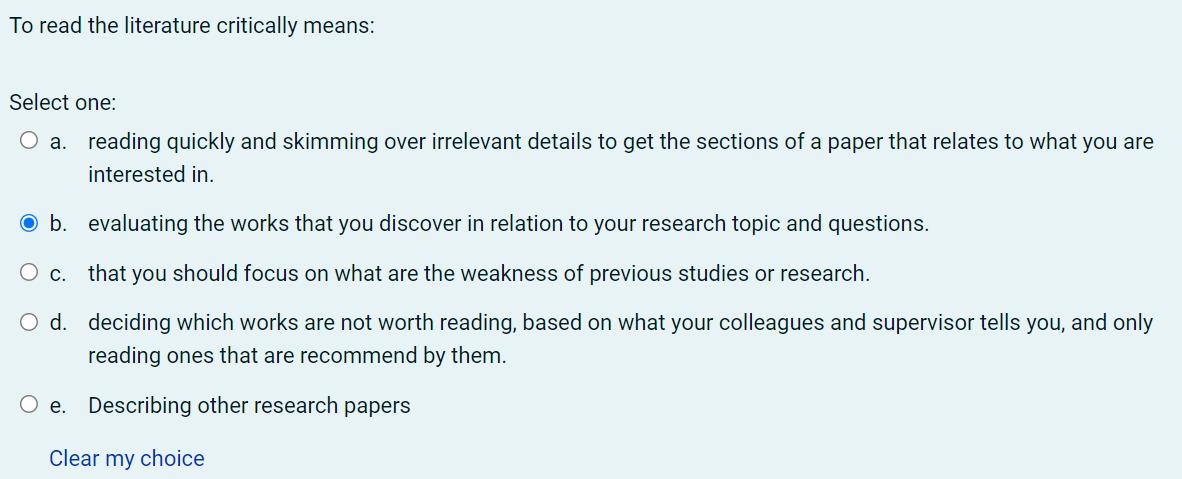 To read the literature critically means:
Select one:
a. reading quickly and skimming over irrelevant details to get the sections of a paper that relates to what you are
interested in.
b. evaluating the works that you discover in relation to your research topic and questions.
c. that you should focus on what are the weakness of previous studies or research.
d. deciding which works are not worth reading, based on what your colleagues and supervisor tells you, and only
reading ones that are recommend by them.
e. Describing other research papers
Clear my choice